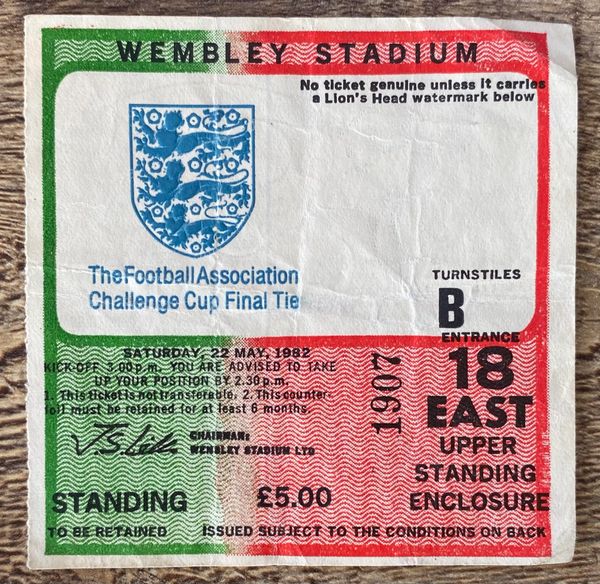 WEMBLEY STADIUM
No ticket genuine unless it carries
a Lion's Head watermark below
The Football Association
Challenge Cup Final Tie
TURNSTILES
B
ENTRANCE
18
EAST
UPPER
STANDING
ENCLOSURE
SATURDAY, 22 MAY, 1982
KICK-OFF 3.00 p.m. YOU ARE ADVISED TO TAKE
UP YOUR POSITION BY 2.30 p.m.
1. This ticket is not transferable. 2. This counter-
foil must be retained for at least 6 months.
CHAIRMAN:
WEMBLEY STADIUM LTD
1907
STANDING
£5.00
TO BE RETAINED
ISSUED SUBJECT TO THE CONDITIONS ON BACK